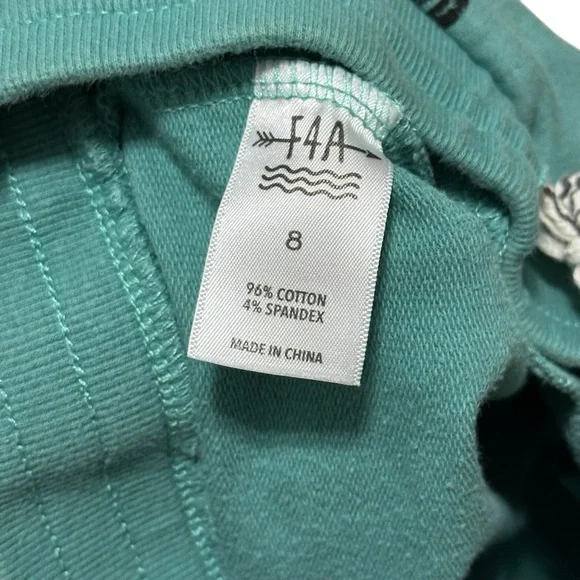 F4A
8
96% COTTON
4% SPANDEX
MADE IN CHINA